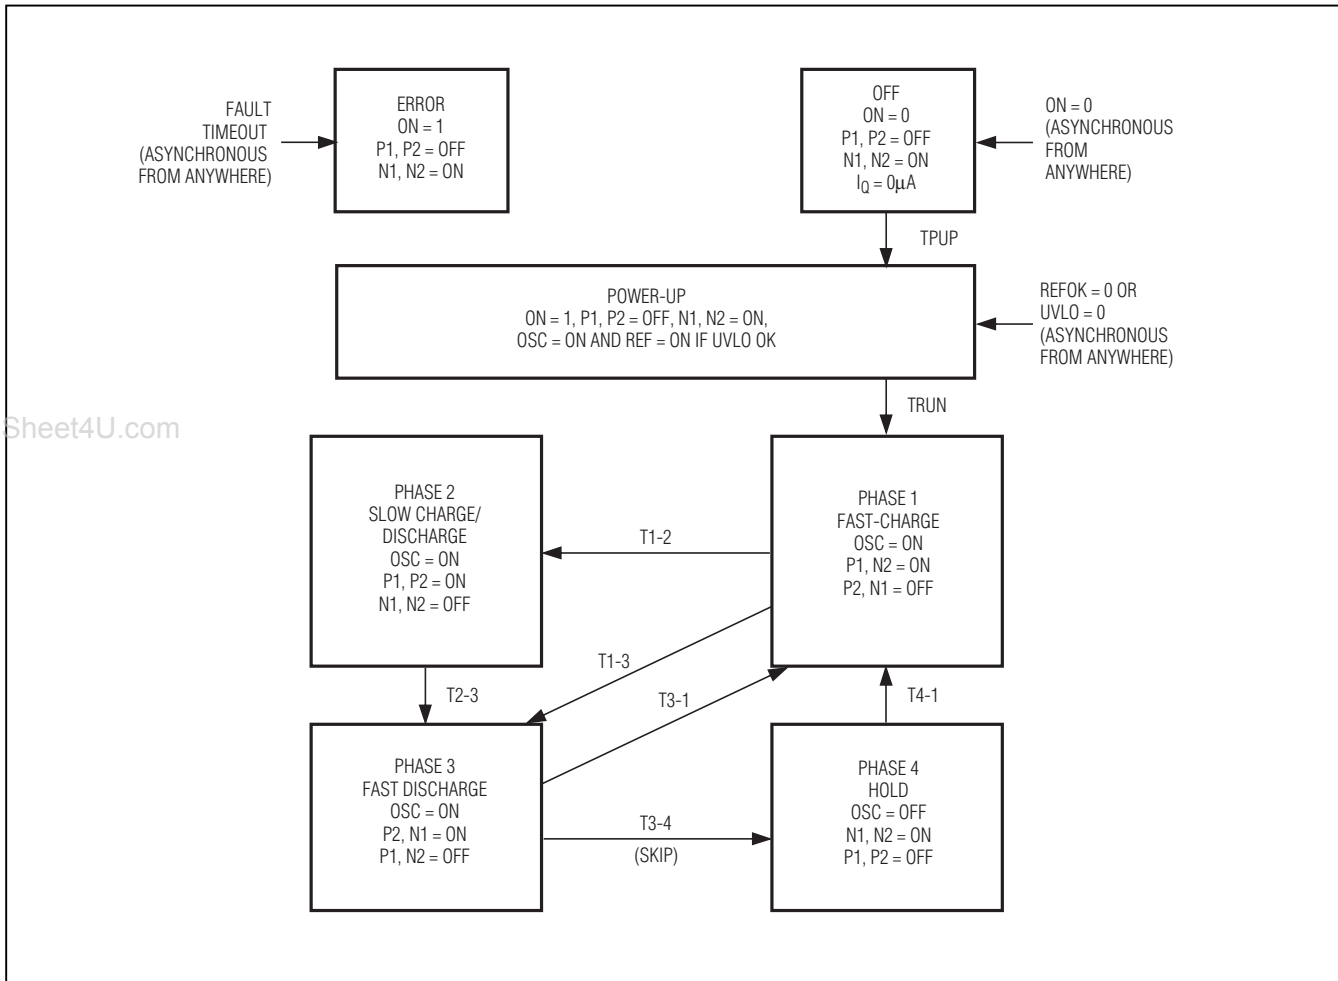 FAULT
TIMEOUT
(ASYNCHRONOUS
FROM ANYWHERE)
ERROR
ON = 1
P1, P2 = OFF
N1, N2 = ON
OFF
ON = 0
P1, P2 = OFF
N1, N2 = ON
IQ = 0μA
ON = 0
(ASYNCHRONOUS
FROM
ANYWHERE)
TPUP
POWER-UP
ON = 1, P1, P2 = OFF, N1, N2 = ON,
OSC = ON AND REF = ON IF UVLO OK
REFOK = 0 OR
UVLO = 0
(ASYNCHRONOUS
FROM ANYWHERE)
TRUN
Sheet4U.com
PHASE 2
SLOW CHARGE/
DISCHARGE
OSC = ON
P1, P2 = ON
N1, N2 = OFF
T1-2
PHASE 1
FAST-CHARGE
OSC = ON
P1, N2 = ON
P2, N1 = OFF
T1-3
T2-3
T3-1
T4-1
PHASE 3
FAST DISCHARGE
OSC = ON
P2, N1 = ON
P1, N2 = OFF
T3-4
(SKIP)
PHASE 4
HOLD
OSC = OFF
N1, N2 = ON
P1, P2 = OFF